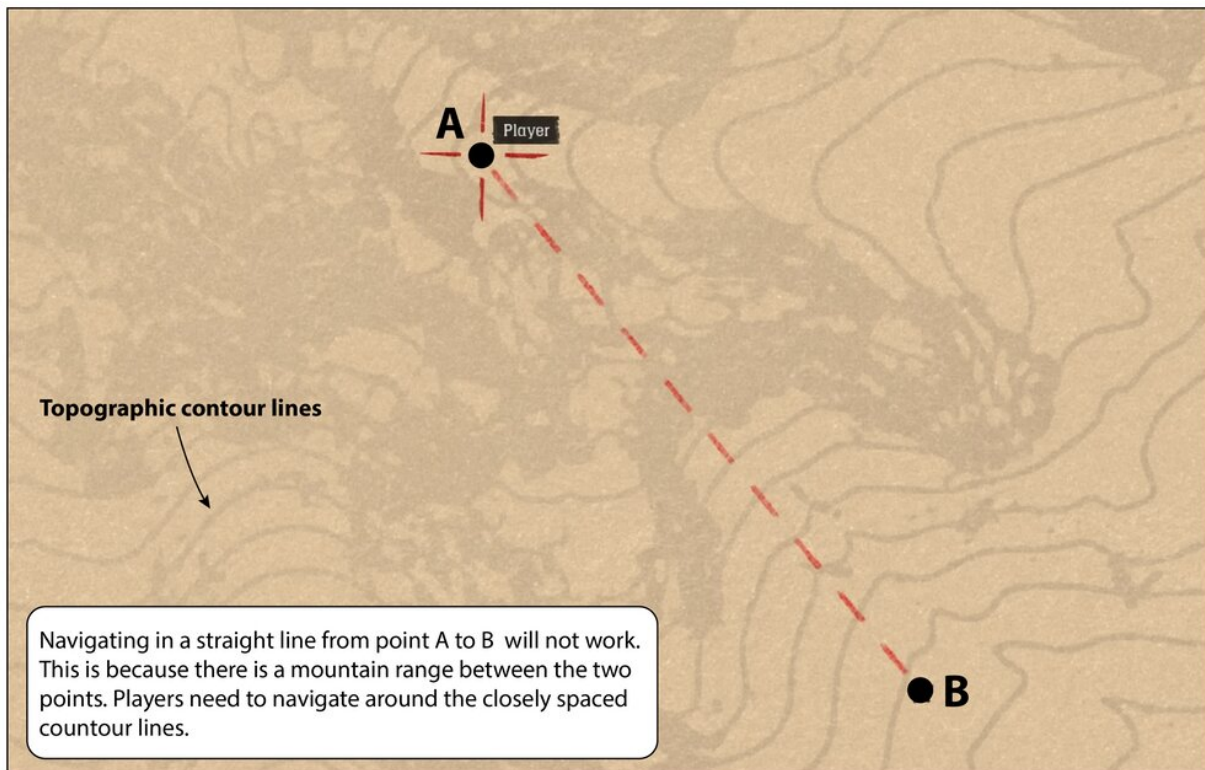 A
Player
Topographic contour lines
Navigating in a straight line from point A to B will not work.
This is because there is a mountain range between the two
points. Players need to navigate around the closely spaced
countour lines.
B